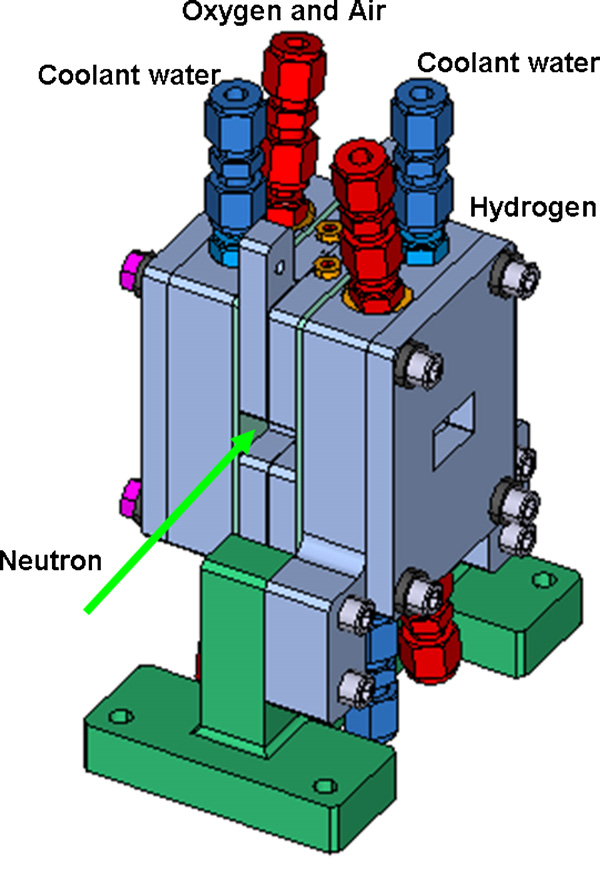 Oxygen and Air
Coolant water
Coolant water
Hydrogen
Neutron